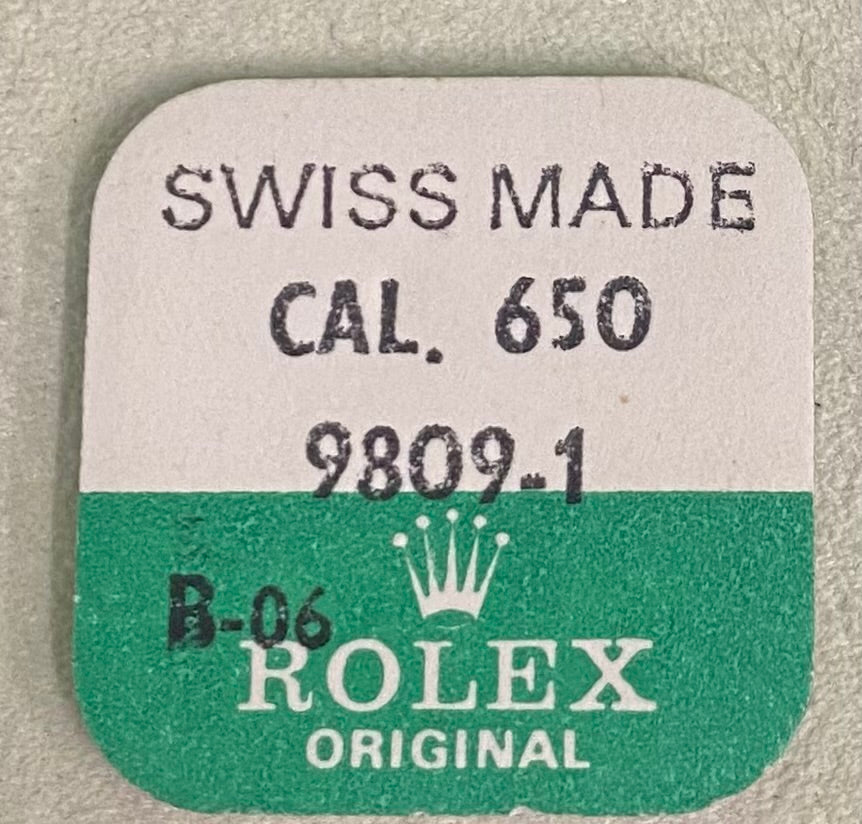 SWISS MADE
CAL. 650
9809-1
B-06
ROLEX
ORIGINAL